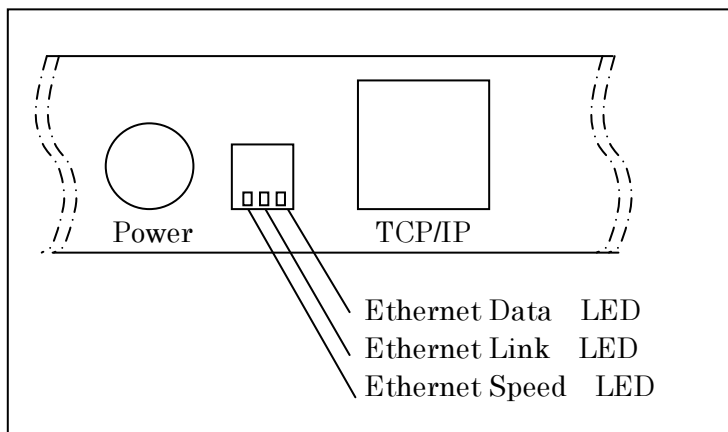 Power
TCP/IP
Ethernet Data LED
Ethernet Link LED
Ethernet Speed LED